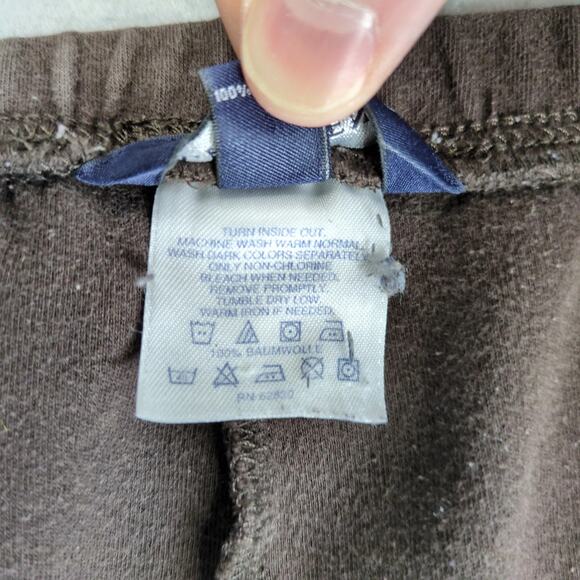 100%
TURN INSIDE OUT.
MACHINE WASH WARM NORMAL.
WASH DARK COLORS SEPARATELY
ONLY NON-CHLORINE
BLEACH WHEN NEEDED.
REMOVE PROMPTLY.
TUMBLE DRY LOW.
WARM IRON IF NEEDED.
100% BAUMWOLLE
RN